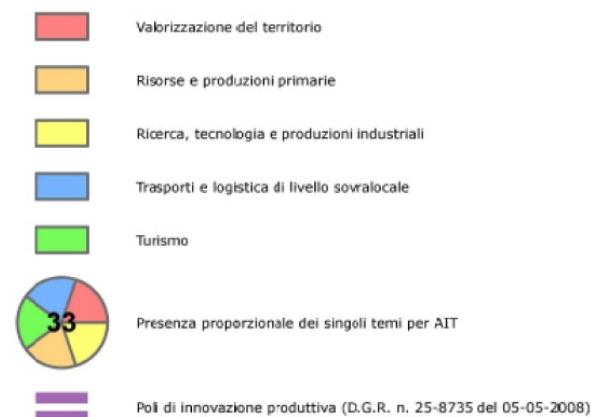 Valorizzazione del territorio
Risorse e produzioni primarie
Ricerca, tecnologia e produzioni industriali
Trasporti e logistica di livello sovralocale
Turismo
33
Presenza proporzionale dei singoli temi per AIT
Poli di innovazione produttiva (D.G.R. n. 25-8735 del 05-05-2008)